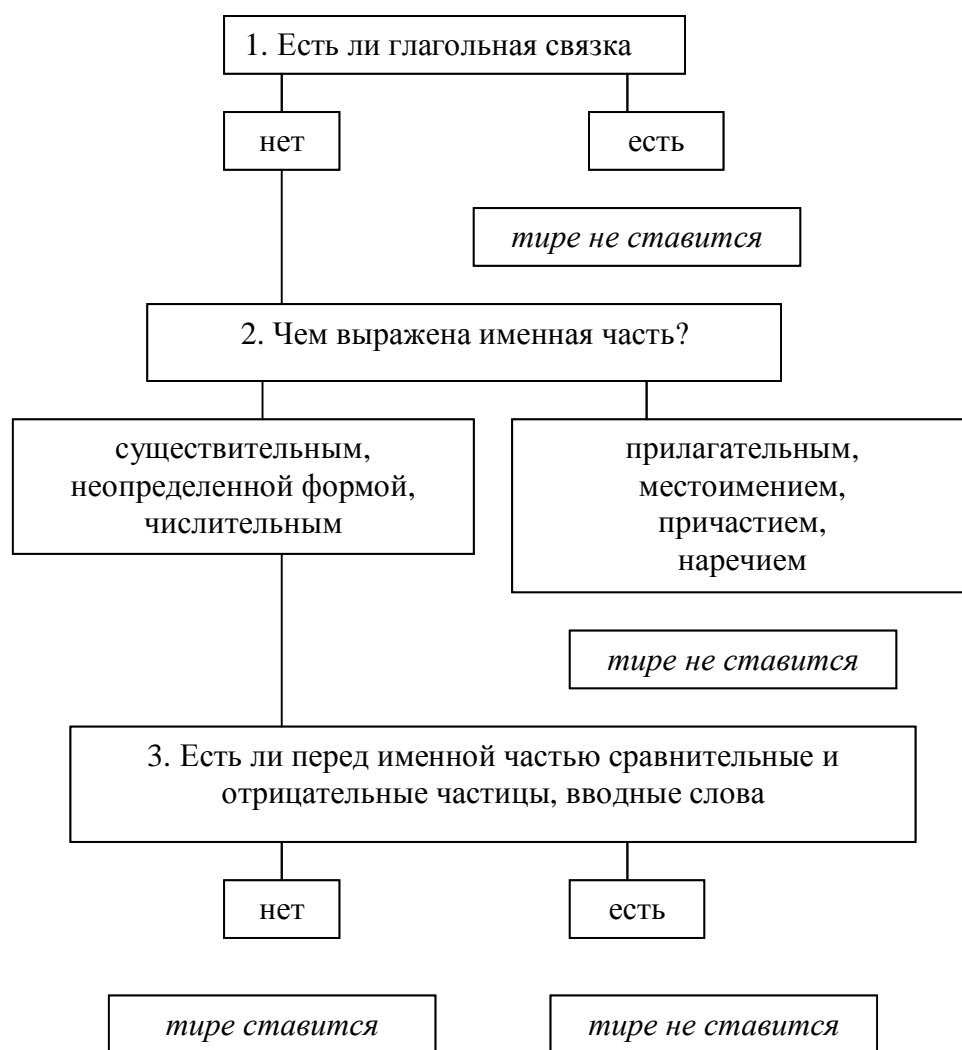 1. Есть ли глагольная связка
нет
есть
тире не ставится
2. Чем выражена именная часть?
существительным,
неопределенной формой,
числительным
прилагательным,
местоимением,
причастием,
наречием
тире не ставится
3. Есть ли перед именной частью сравнительные и
отрицательные частицы, вводные слова
нет
есть
тире ставится
тире не ставится